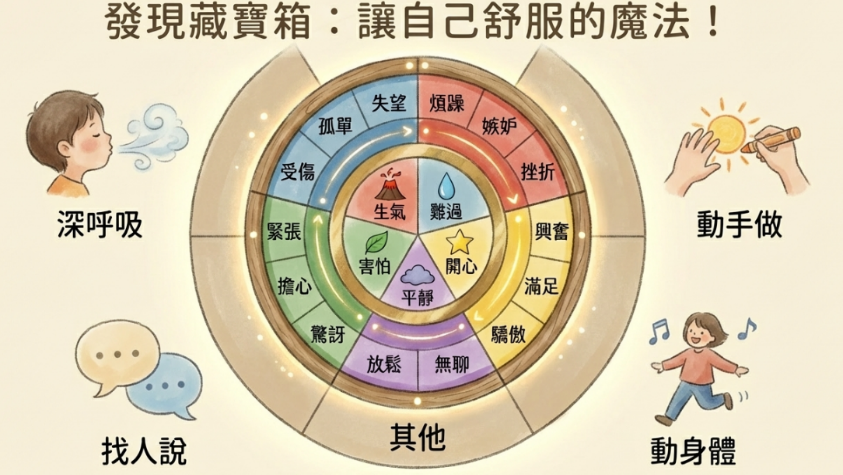 發現藏寶箱：讓自己舒服的魔法！
失望
煩躁
孤單
嫉妒
受傷
挫折
生氣
難過
緊張
興奮
害怕
開心
擔心
平靜
滿足
驚訝
驕傲
放鬆
無聊
深呼吸
動手做
找人說
其他
動身體